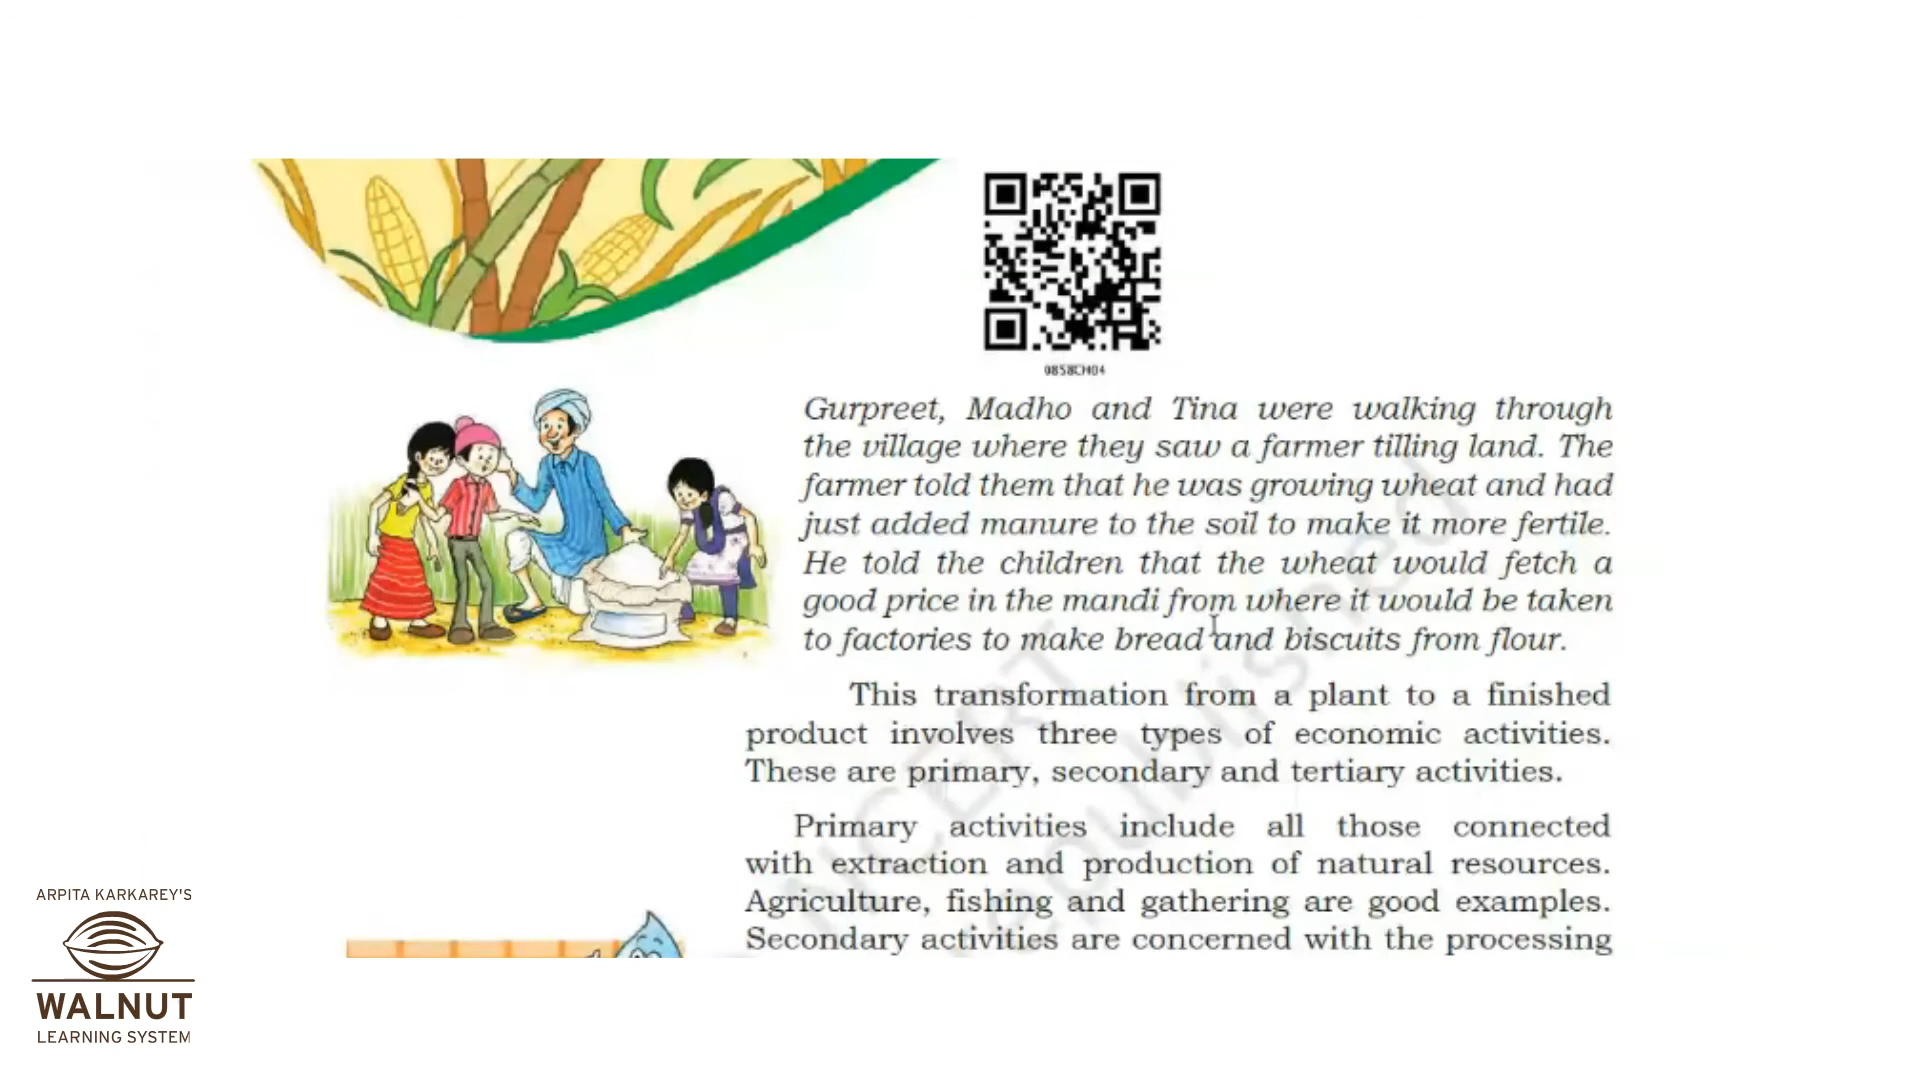 0858CH04
Gurpreet, Madho and Tina were walking through
the village where they saw a farmer tilling land. The
farmer told them that he was growing wheat and had
just added manure to the soil to make it more fertile.
He told the children that the wheat would fetch a
good price in the mandi from where it would be taken
to factories to make bread and biscuits from flour.
This transformation from a plant to a finished
product involves three types of economic activities.
These are primary, secondary and tertiary activities.
Primary activities include all those connected
with extraction and production of natural resources.
Agriculture, fishing and gathering are good examples.
Secondary activities are concerned with the processing
NCERT
republished
ARPITA KARKAREY'S
WALNUT
LEARNING SYSTEM